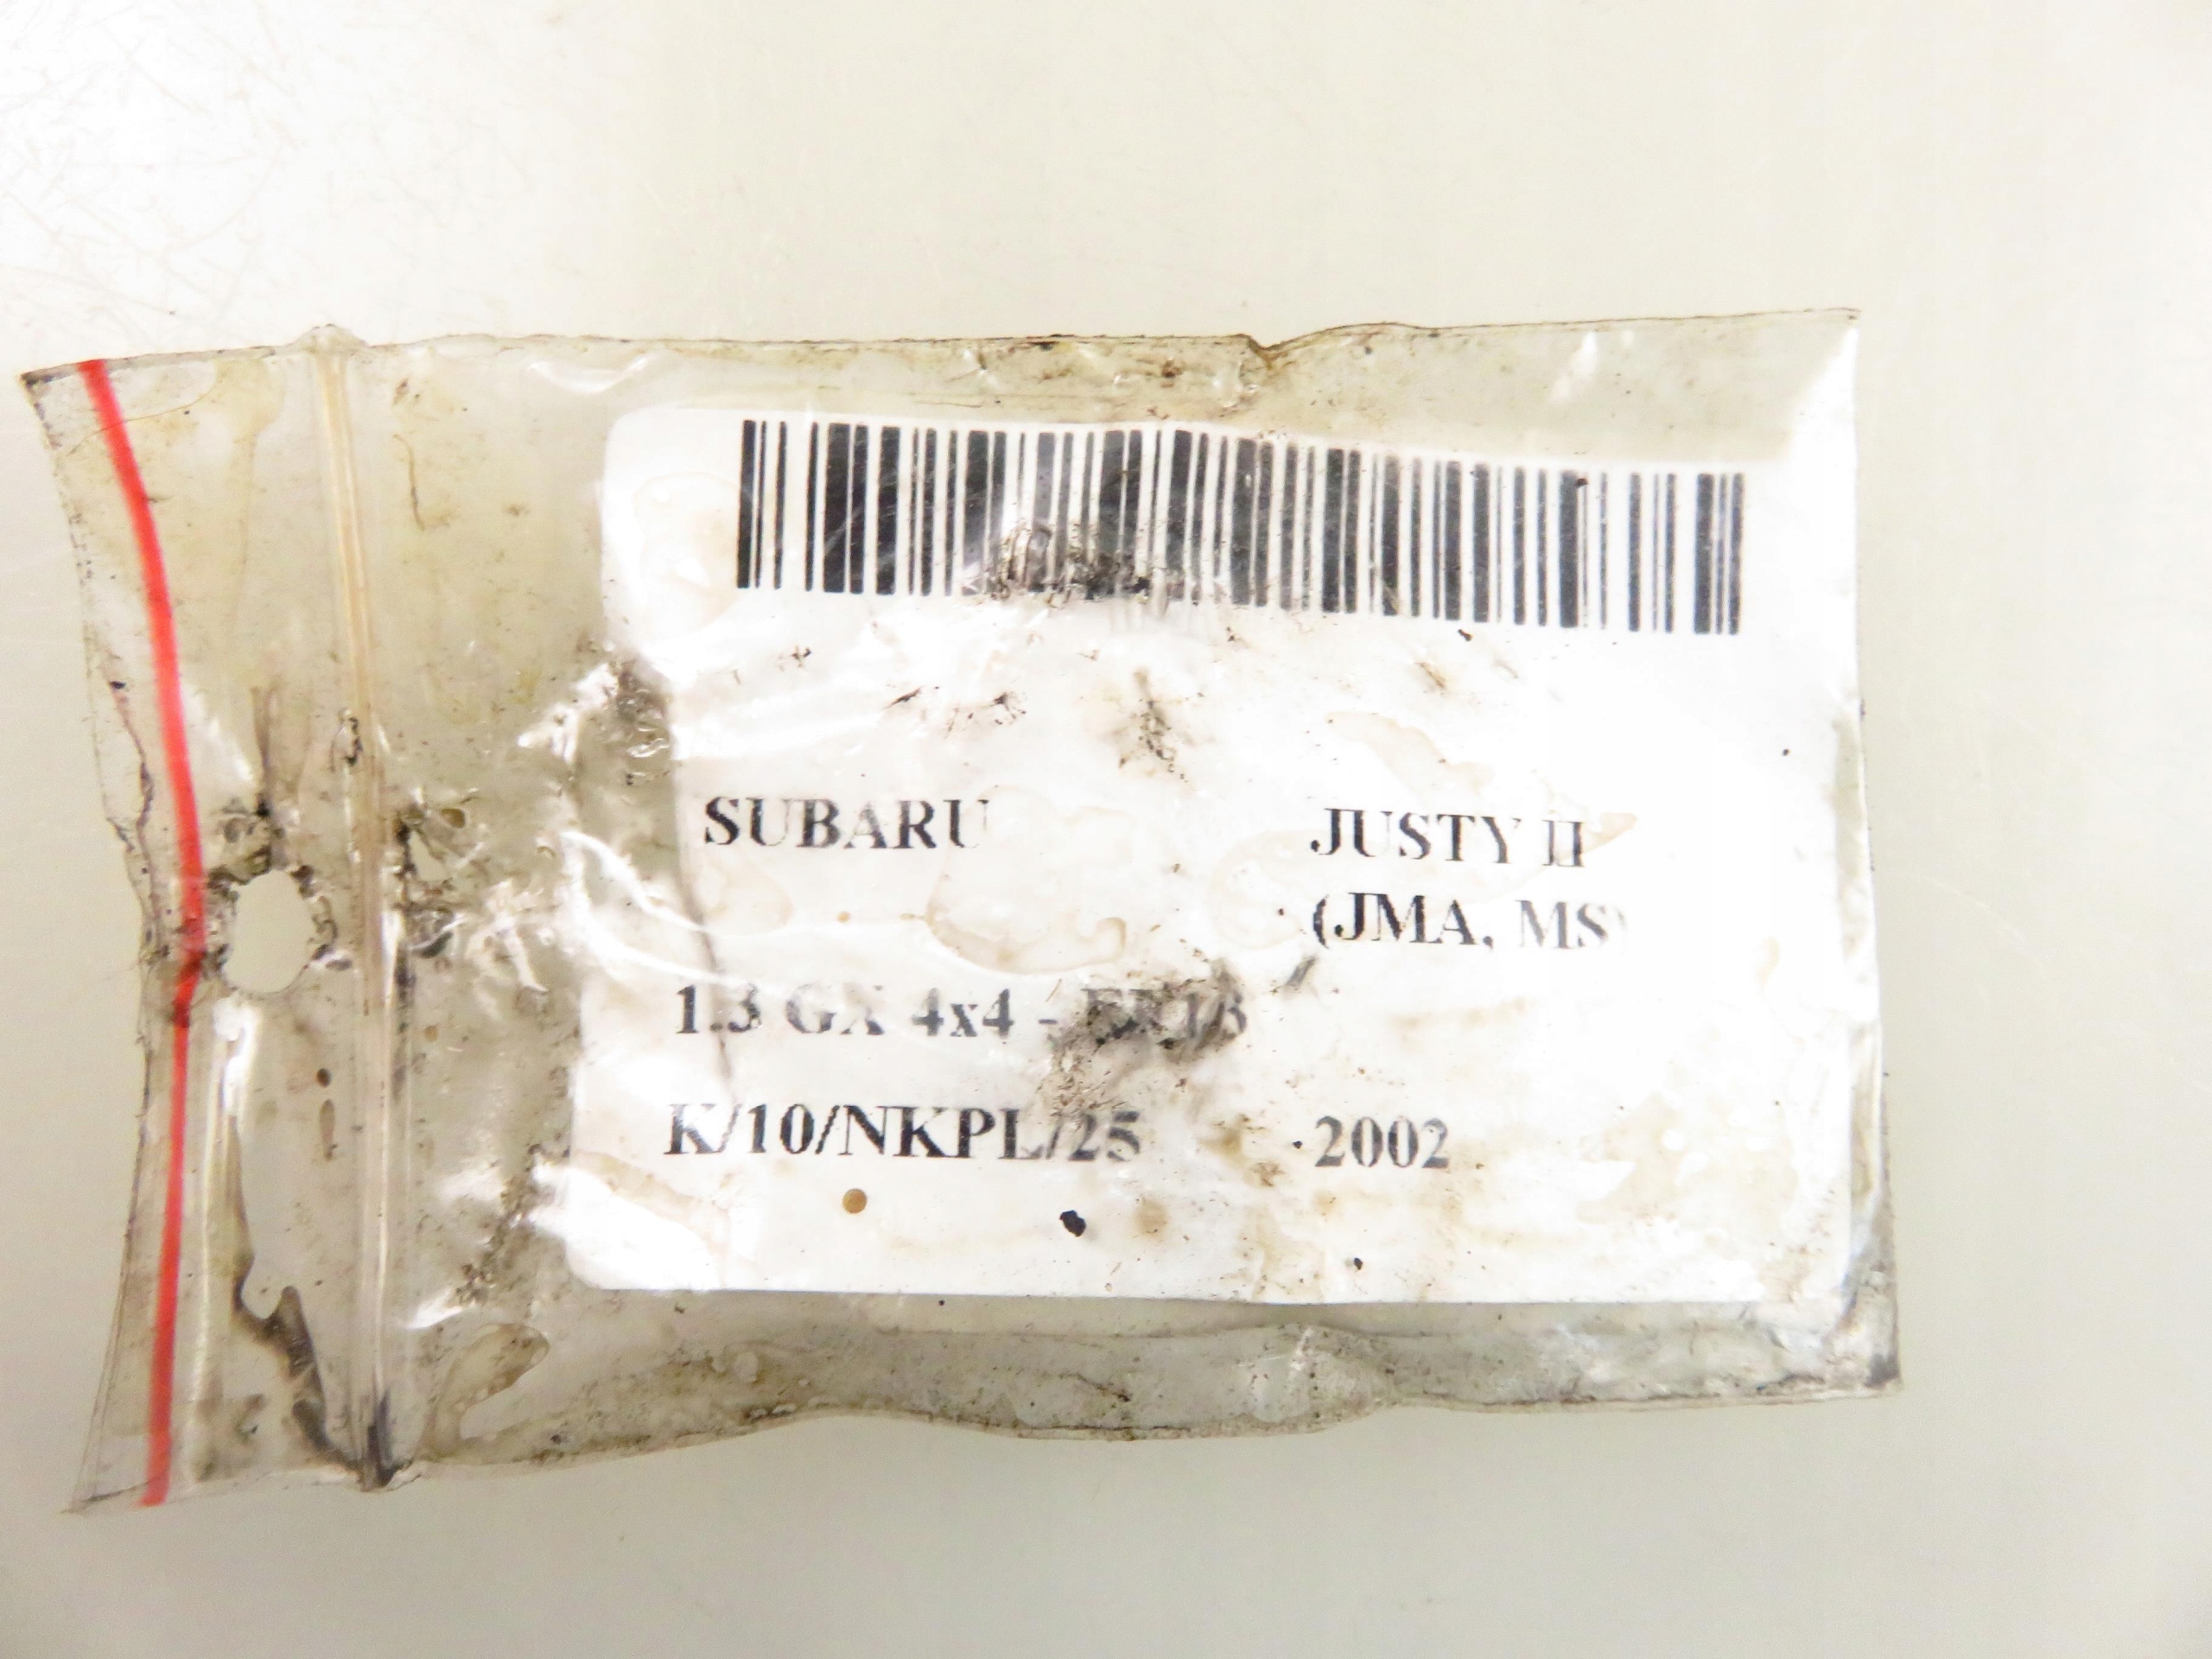 SUBARU JUSTY II
(JMA, MS)
1.3 GX 4x4 -
K/10/NKPL/25 2002